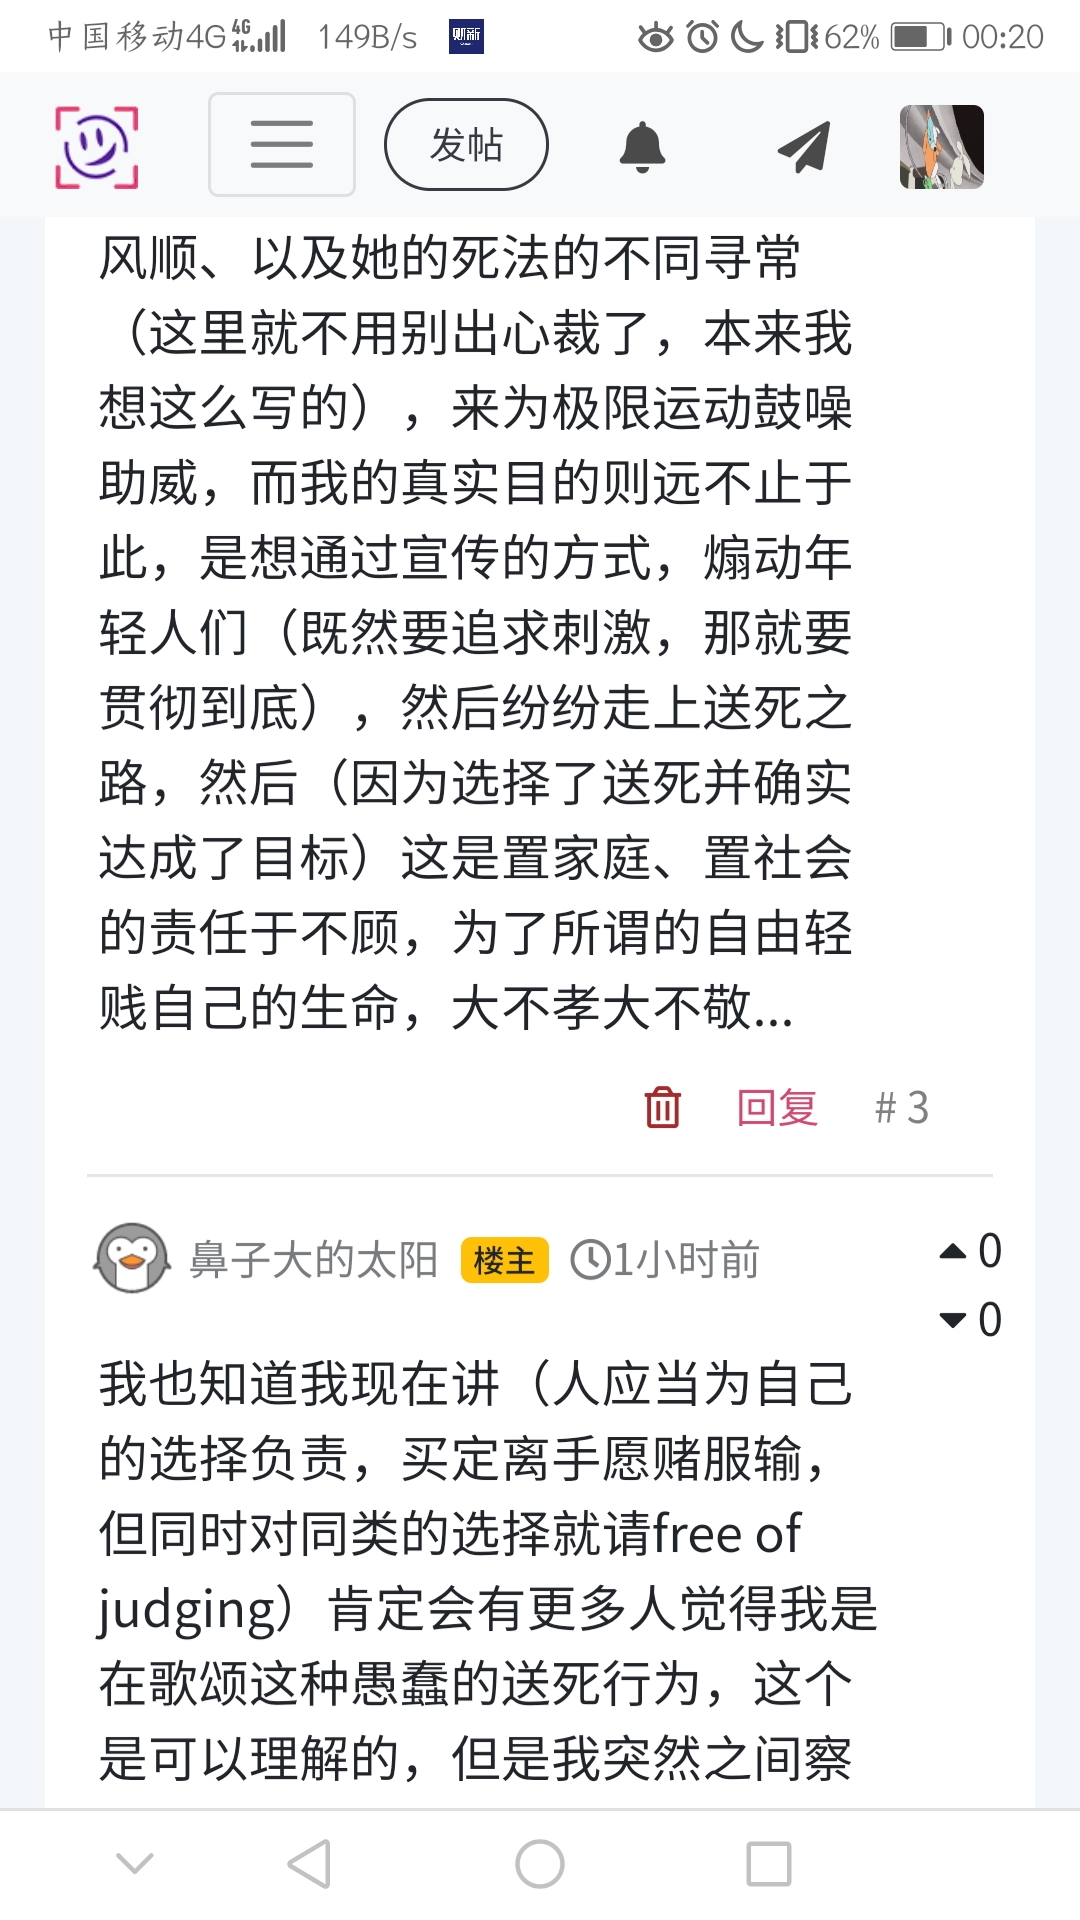 中国移动4G 4G 149B/s 财新 62% 00:20
发帖
风顺、以及她的死法的不同寻常
（这里就不用别出心裁了，本来我
想这么写的），来为极限运动鼓噪
助威，而我的真实目的则远不止于
此，是想通过宣传的方式，煽动年
轻人们（既然要追求刺激，那就要
贯彻到底），然后纷纷走上送死之
路，然后（因为选择了送死并确实
达成了目标）这是置家庭、置社会
的责任于不顾，为了所谓的自由轻
贱自己的生命，大不孝大不敬...
回复 # 3
鼻子大的太阳 楼主 1小时前 0
0
我也知道我现在讲（人应当为自己
的选择负责，买定离手愿赌服输，
但同时对同类的选择就请free of
judging）肯定会有更多人觉得我是
在歌颂这种愚蠢的送死行为，这个
是可以理解的，但是我突然之间察